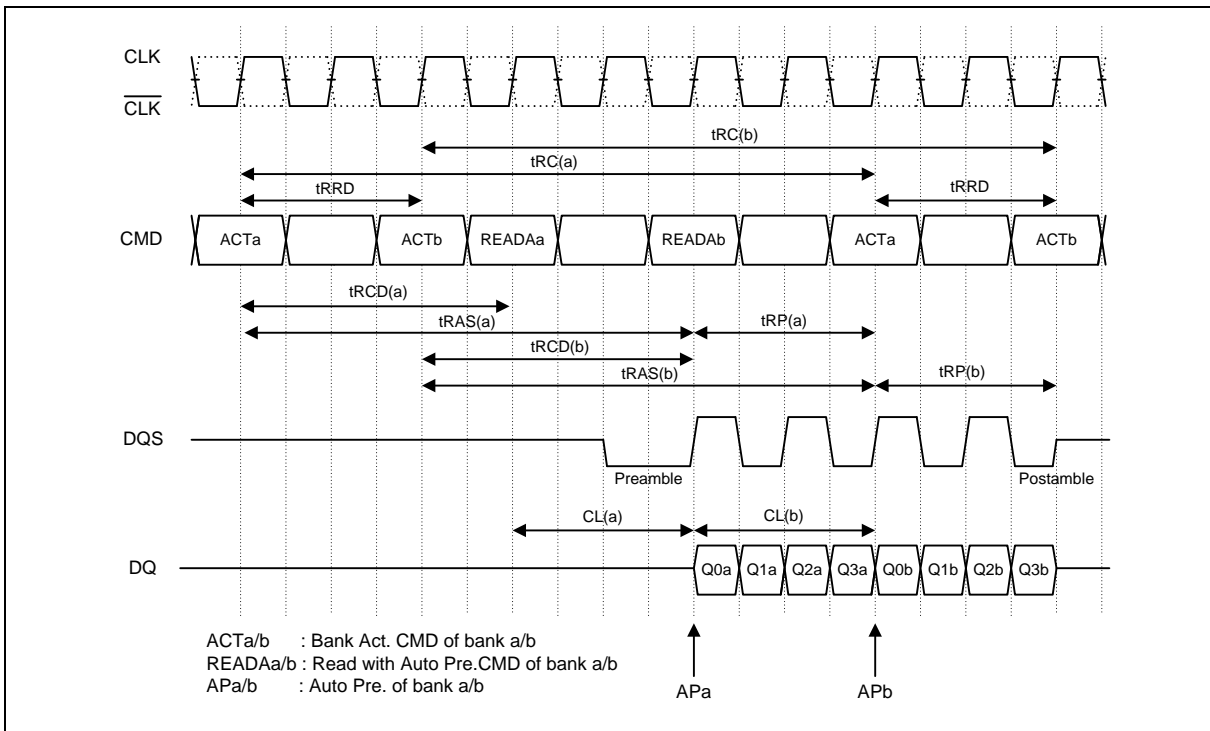 CLK
CLK
tRC(b)
tRC(a)
tRRD tRRD
CMD ACTa ACTb READAa READAb ACTa ACTb
tRCD(a)
tRAS(a) tRP(a)
tRCD(b)
tRAS(b) tRP(b)
DQS
Preamble Postamble
CL(a) CL(b)
DQ Q0a Q1a Q2a Q3a Q0b Q1b Q2b Q3b
ACTa/b : Bank Act. CMD of bank a/b
READAa/b : Read with Auto Pre.CMD of bank a/b
APa/b : Auto Pre. of bank a/b
APa APb